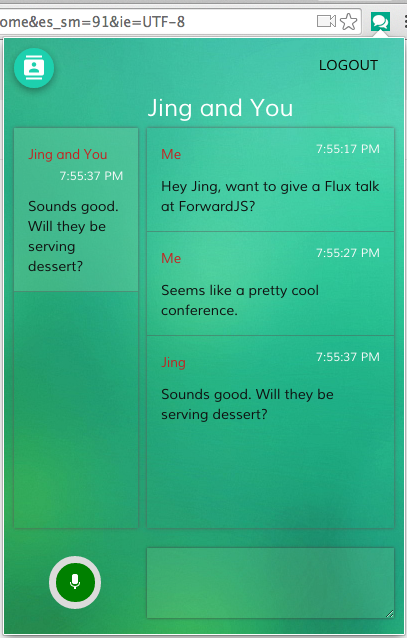 ome&es_sm=91&ie=UTF-8
LOGOUT
Jing and You
Jing and You
7:55:37 PM
Sounds good.
Will they be
serving
dessert?
Me
7:55:17 PM
Hey Jing, want to give a Flux talk
at ForwardJS?
Me
7:55:27 PM
Seems like a pretty cool
conference.
Jing
7:55:37 PM
Sounds good. Will they be
serving dessert?